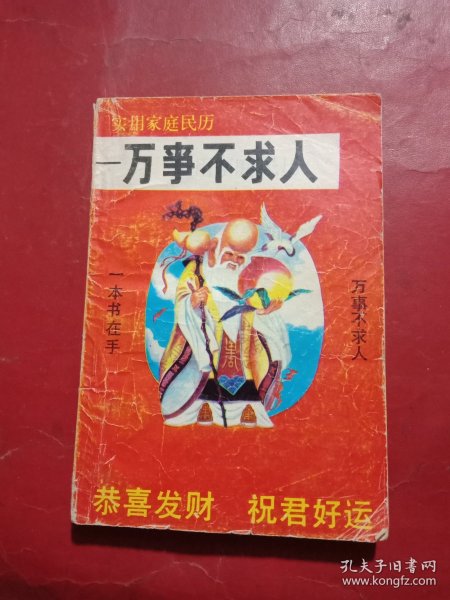 实用家庭民历
—万事不求人
一本书在手
万事不求人
恭喜发财 祝君好运
孔夫子旧书网
www.kongfz.com